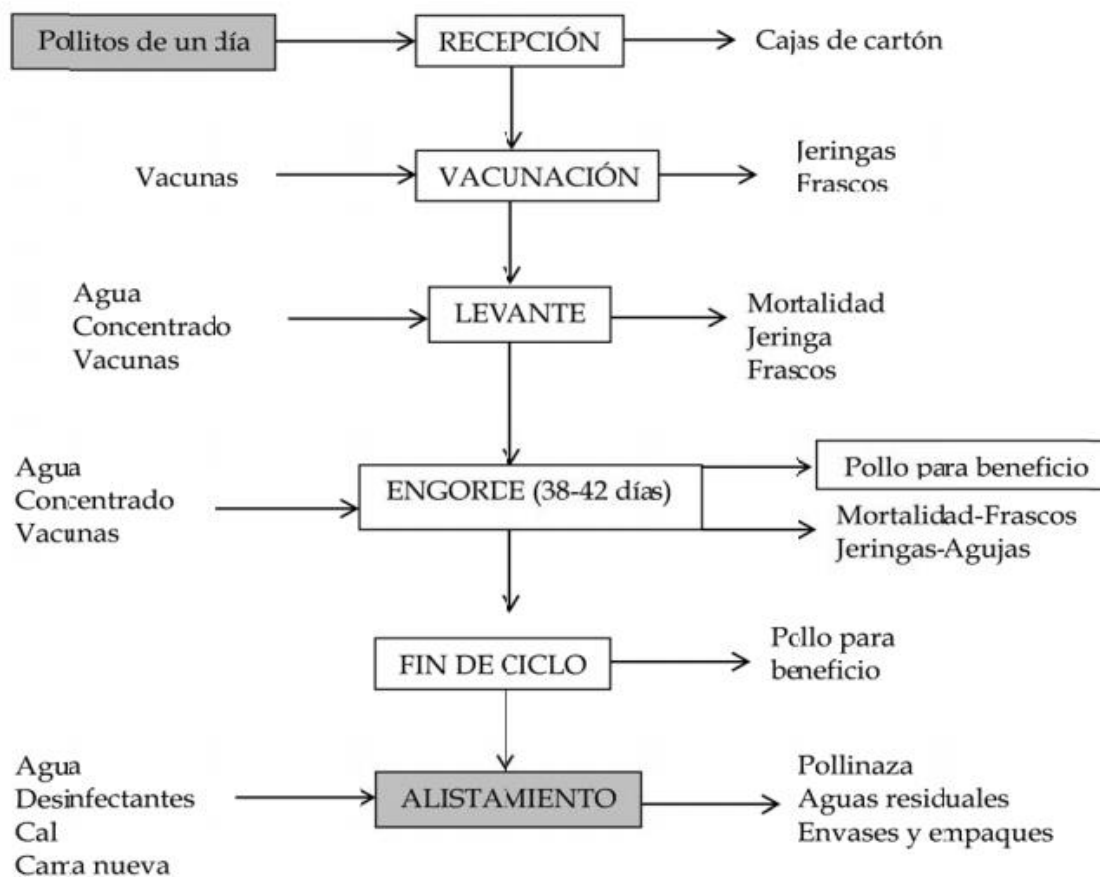 Pollitos de un día
RECEPCIÓN
Cajas de cartón
Vacunas
VACUNACIÓN
Jeringas
Frascos
Agua
Concentrado
Vacunas
LEVANTE
Mortalidad
Jeringa
Frascos
Agua
Concentrado
Vacunas
ENGORDE (38-42 días)
Pollo para beneficio
Mortalidad-Frascos
Jeringas-Agujas
FIN DE CICLO
Pollo para
beneficio
Agua
Desinfectantes
Cal
Cama nueva
ALISTAMIENTO
Pollinaza
Aguas residuales
Envases y empaques